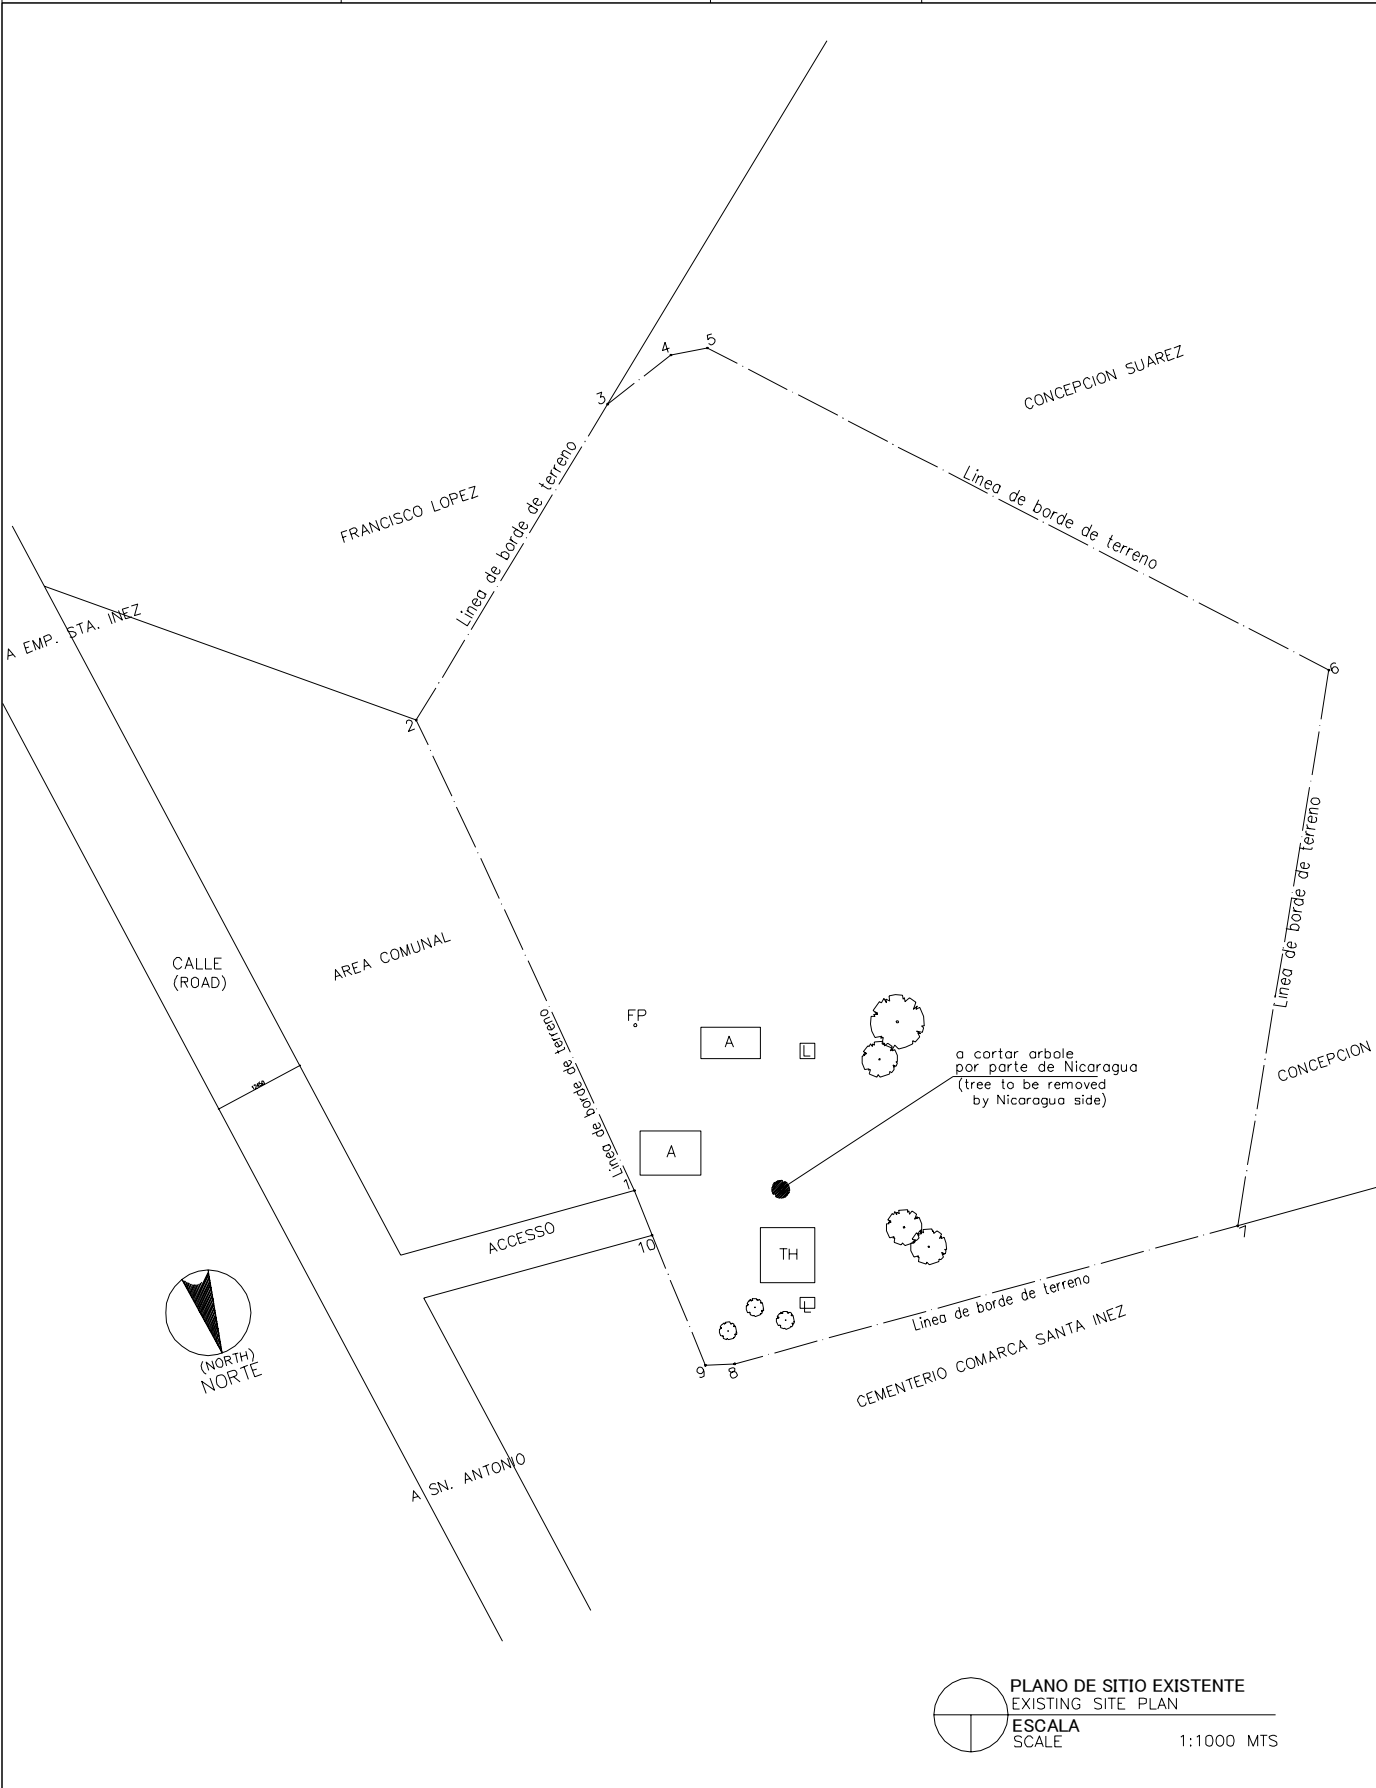 5
4
CONCEPCION SUAREZ
3
Linea de borde de terreno
Linea de borde de terreno
FRANCISCO LOPEZ
A EMP. STA. INEZ
6
2
Linea de borde de terreno
CALLE
(ROAD)
AREA COMUNAL
Linea de borde de terreno
FP
A
L
a cortar arbole
por parte de Nicaragua
(tree to be removed
by Nicaragua side)
CONCEPCION
A
1
ACCESSO
10
TH
7
L
Linea de borde de terreno
CEMENTERIO COMARCA SANTA INEZ
9
8
(NORTH)
NORTE
A SN. ANTONIO
PLANO DE SITIO EXISTENTE
EXISTING SITE PLAN
ESCALA
SCALE
1:1000 MTS